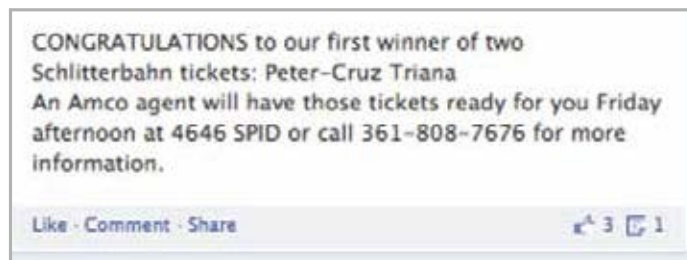 CONGRATULATIONS to our first winner of two
Schlitterbahn tickets: Peter-Cruz Triana
An Amco agent will have those tickets ready for you Friday
afternoon at 4646 SPID or call 361-808-7676 for more
information.
Like · Comment · Share 3 1